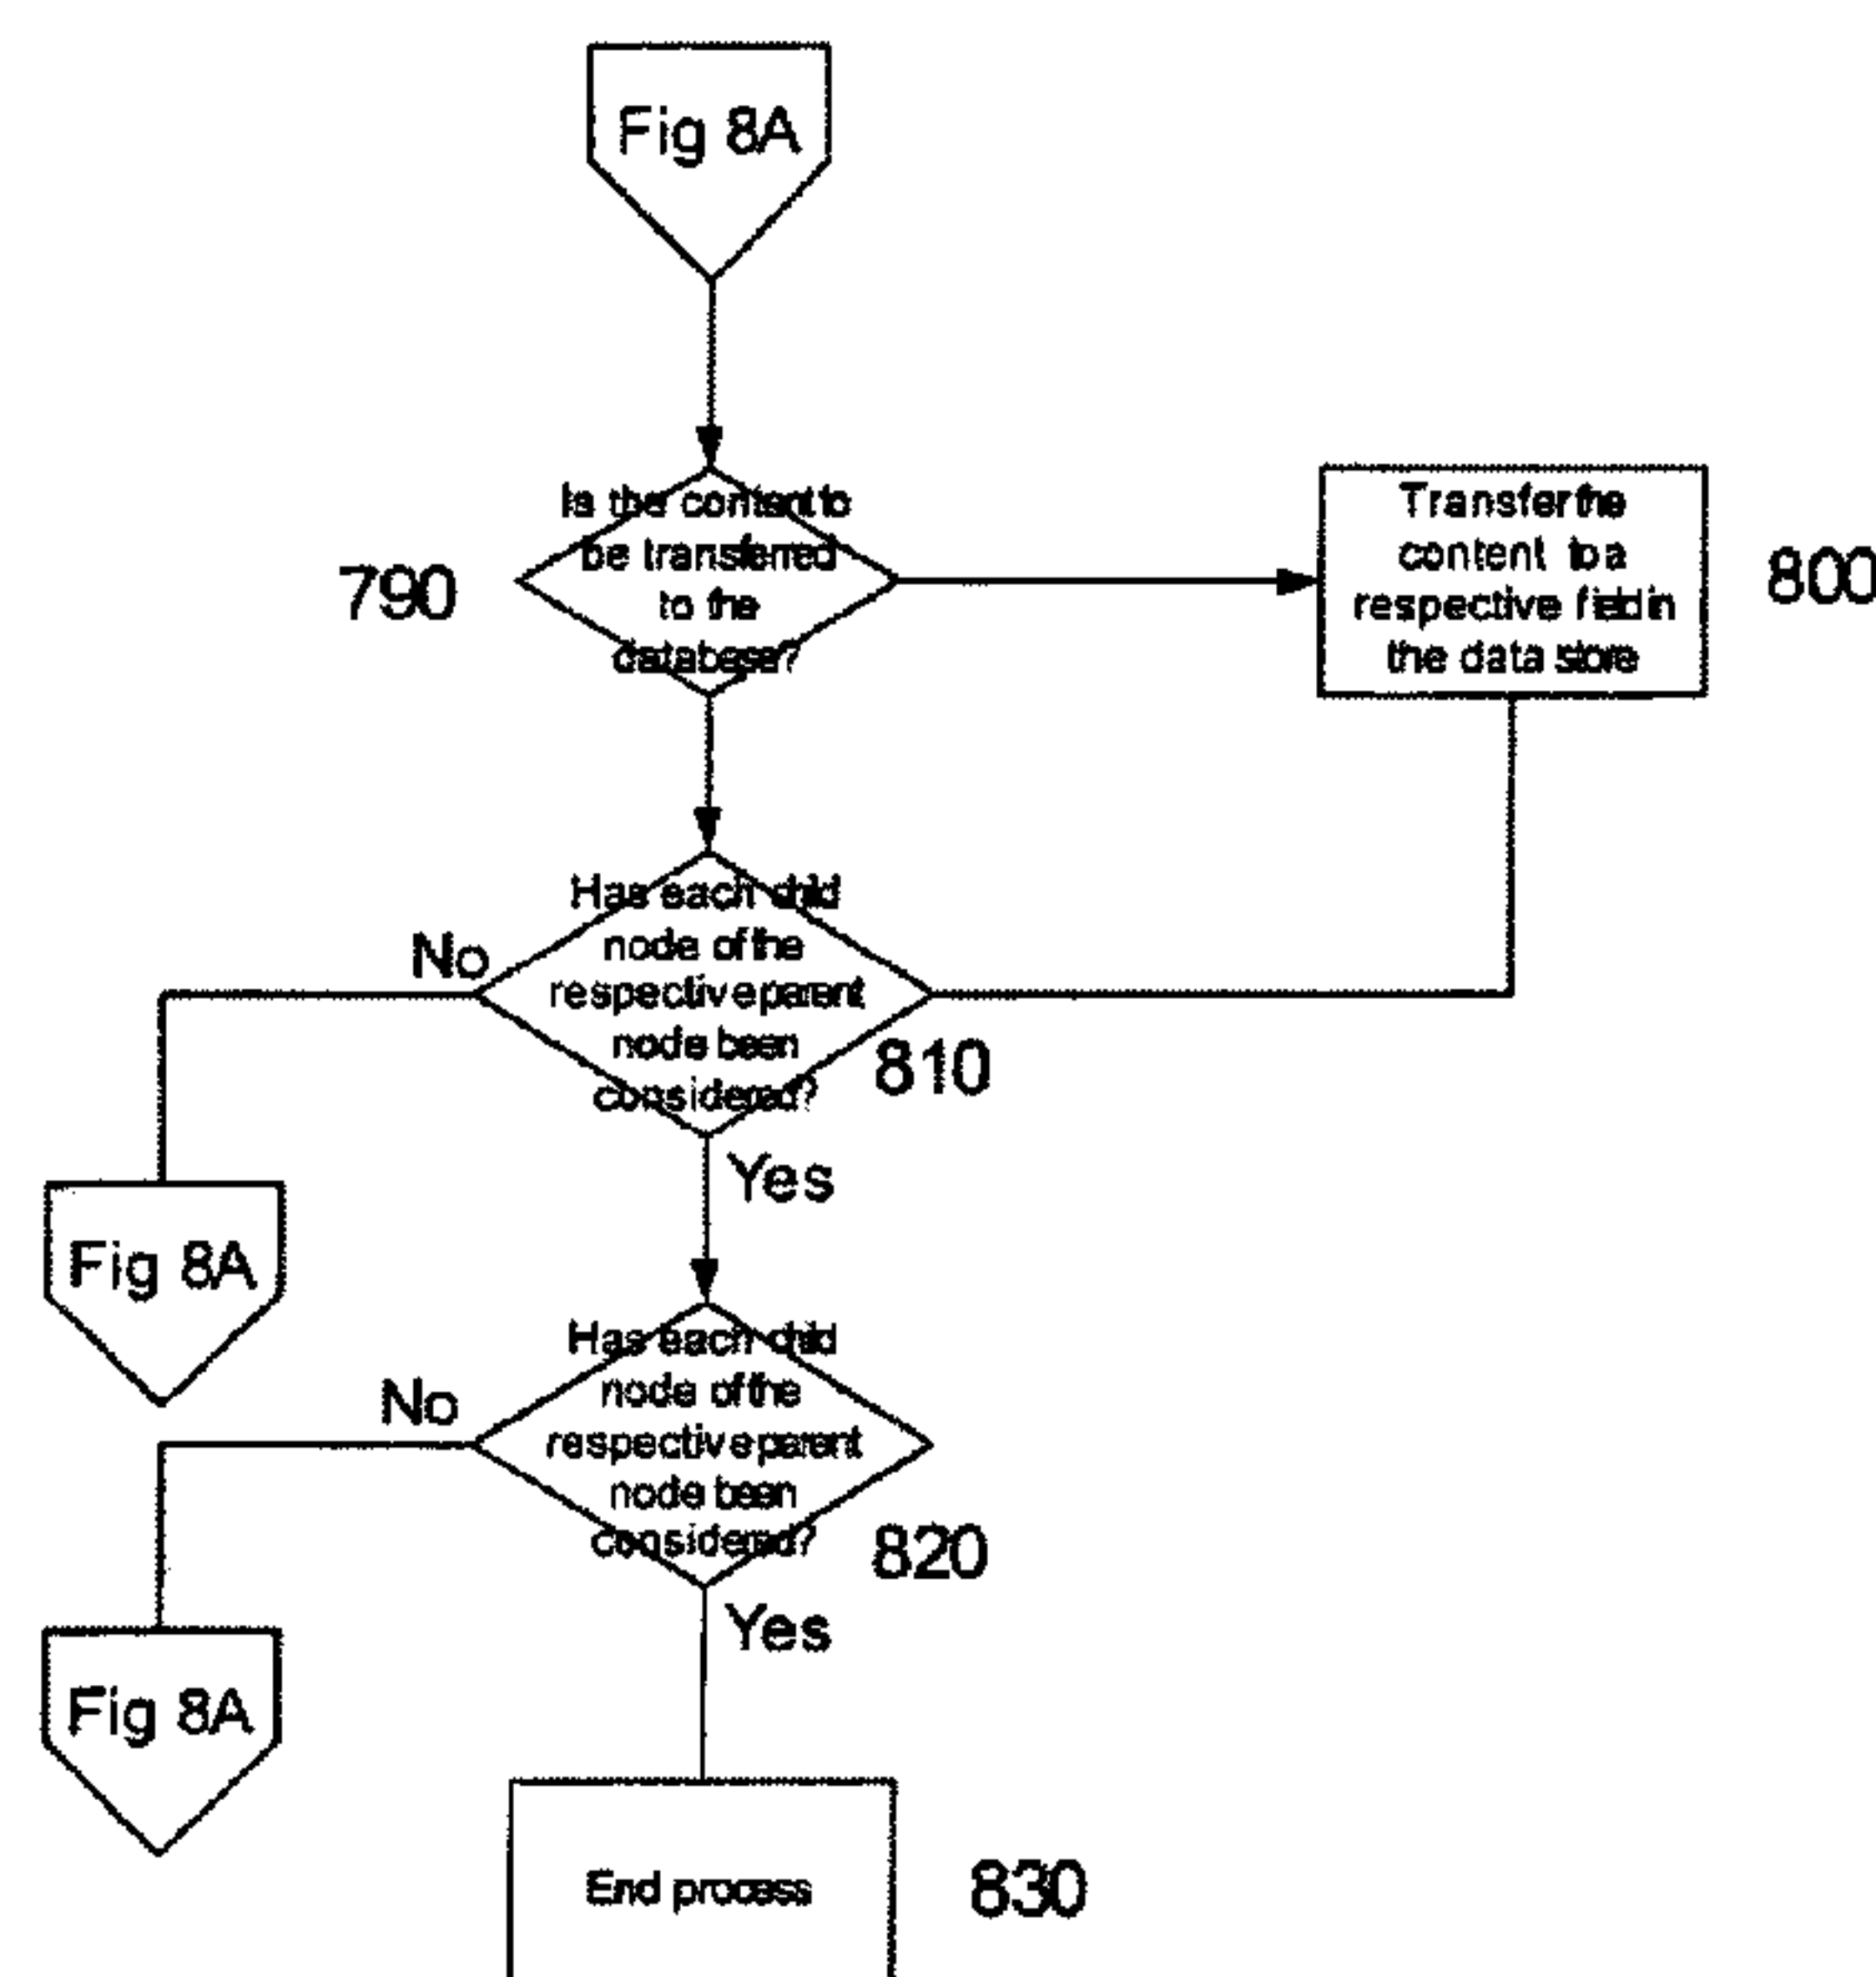 Fig 8A
Is the content to
be transferred
to the
database?
790
Transfer the
content to a
respective field in
the data store
800
Has each child
node of the
respective parent
node been
considered?
No
810
Yes
Fig 8A
Has each child
node of the
respective parent
node been
considered?
No
820
Yes
Fig 8A
End process
830